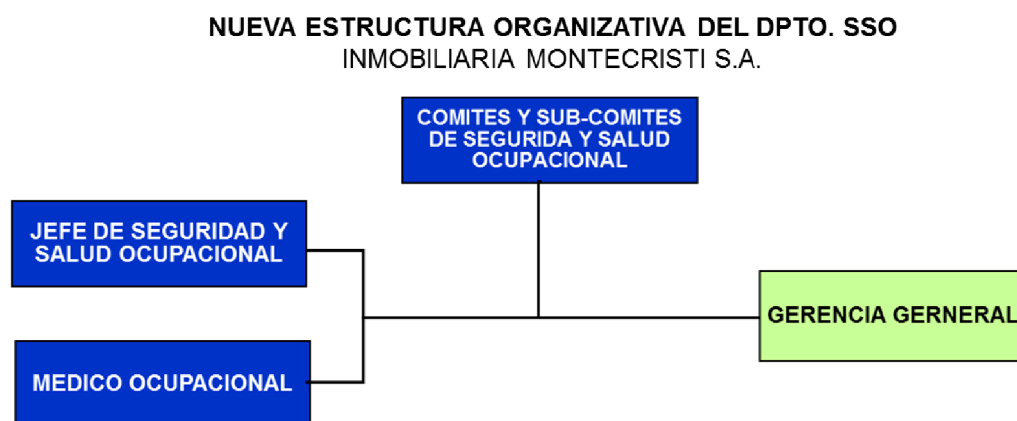 NUEVA ESTRUCTURA ORGANIZATIVA DEL DPTO. SSO
INMOBILIARIA MONTECRISTI S.A.
COMITES Y SUB-COMITES
DE SEGURIDA Y SALUD
OCUPACIONAL
JEFE DE SEGURIDAD Y
SALUD OCUPACIONAL
GERENCIA GERNERAL
MEDICO OCUPACIONAL